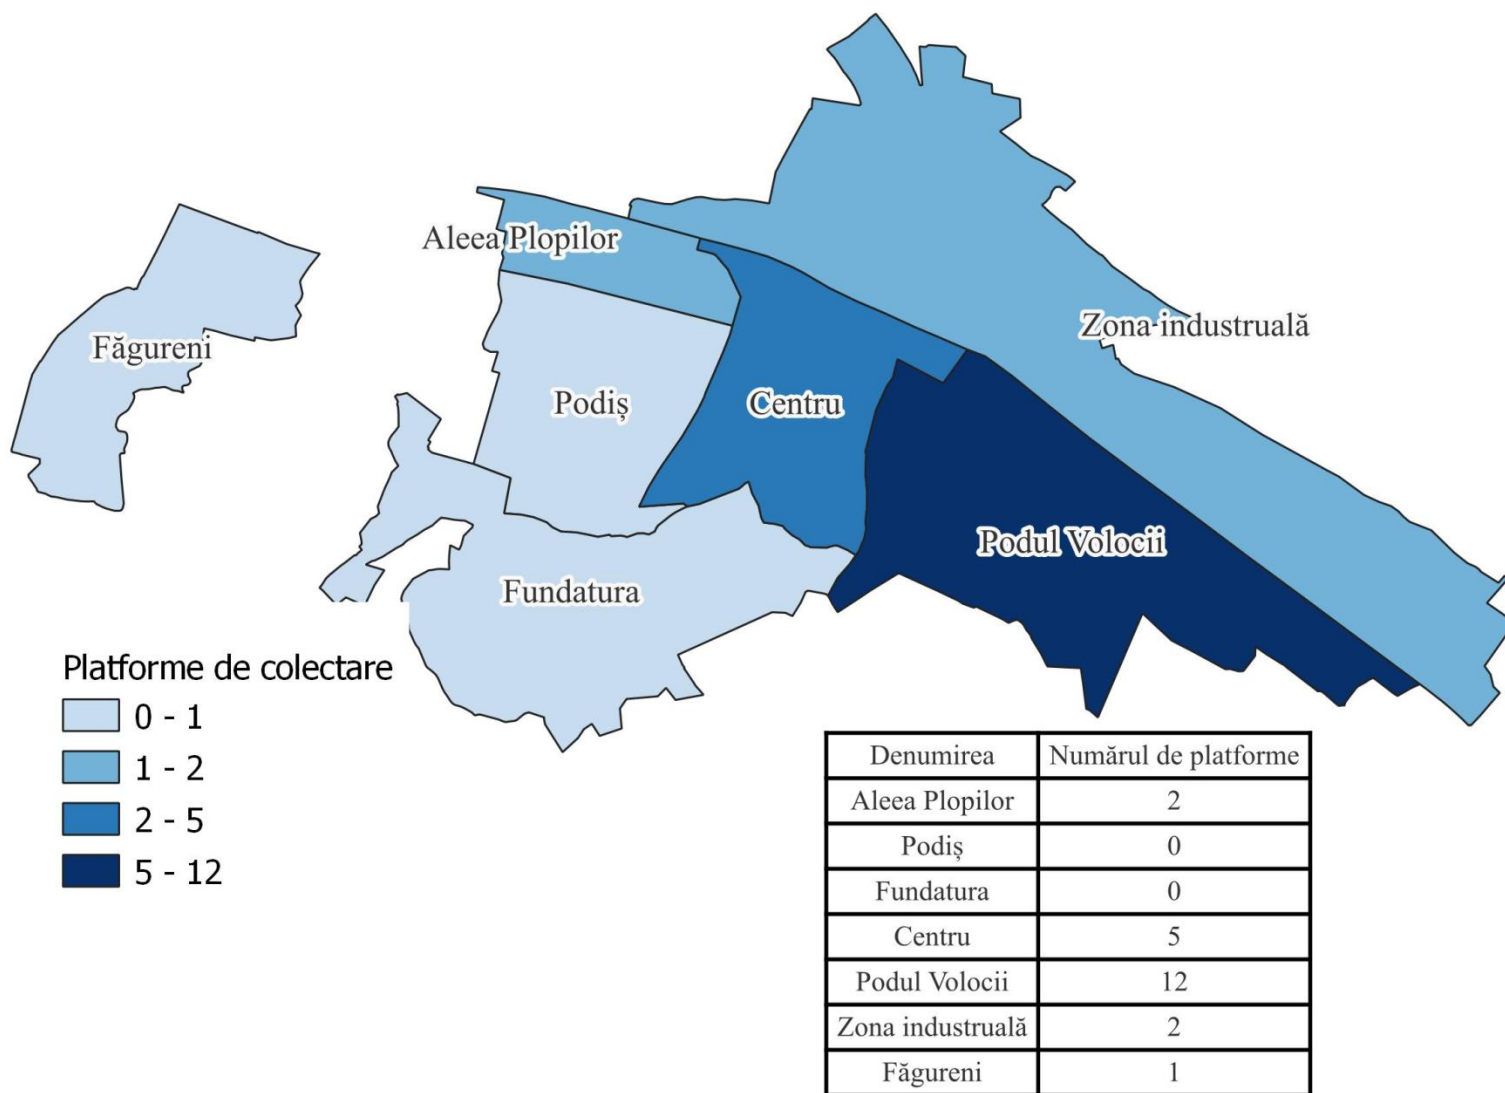 Aleea Plopilor
Zona industruală
Făgureni
Podiș
Centru
Podul Volocii
Fundatura
Platforme de colectare
0 - 1
1 - 2
2 - 5
5 - 12
Denumirea Numărul de platforme
Aleea Plopilor 2
Podiș 0
Fundatura 0
Centru 5
Podul Volocii 12
Zona industruală 2
Făgureni 1